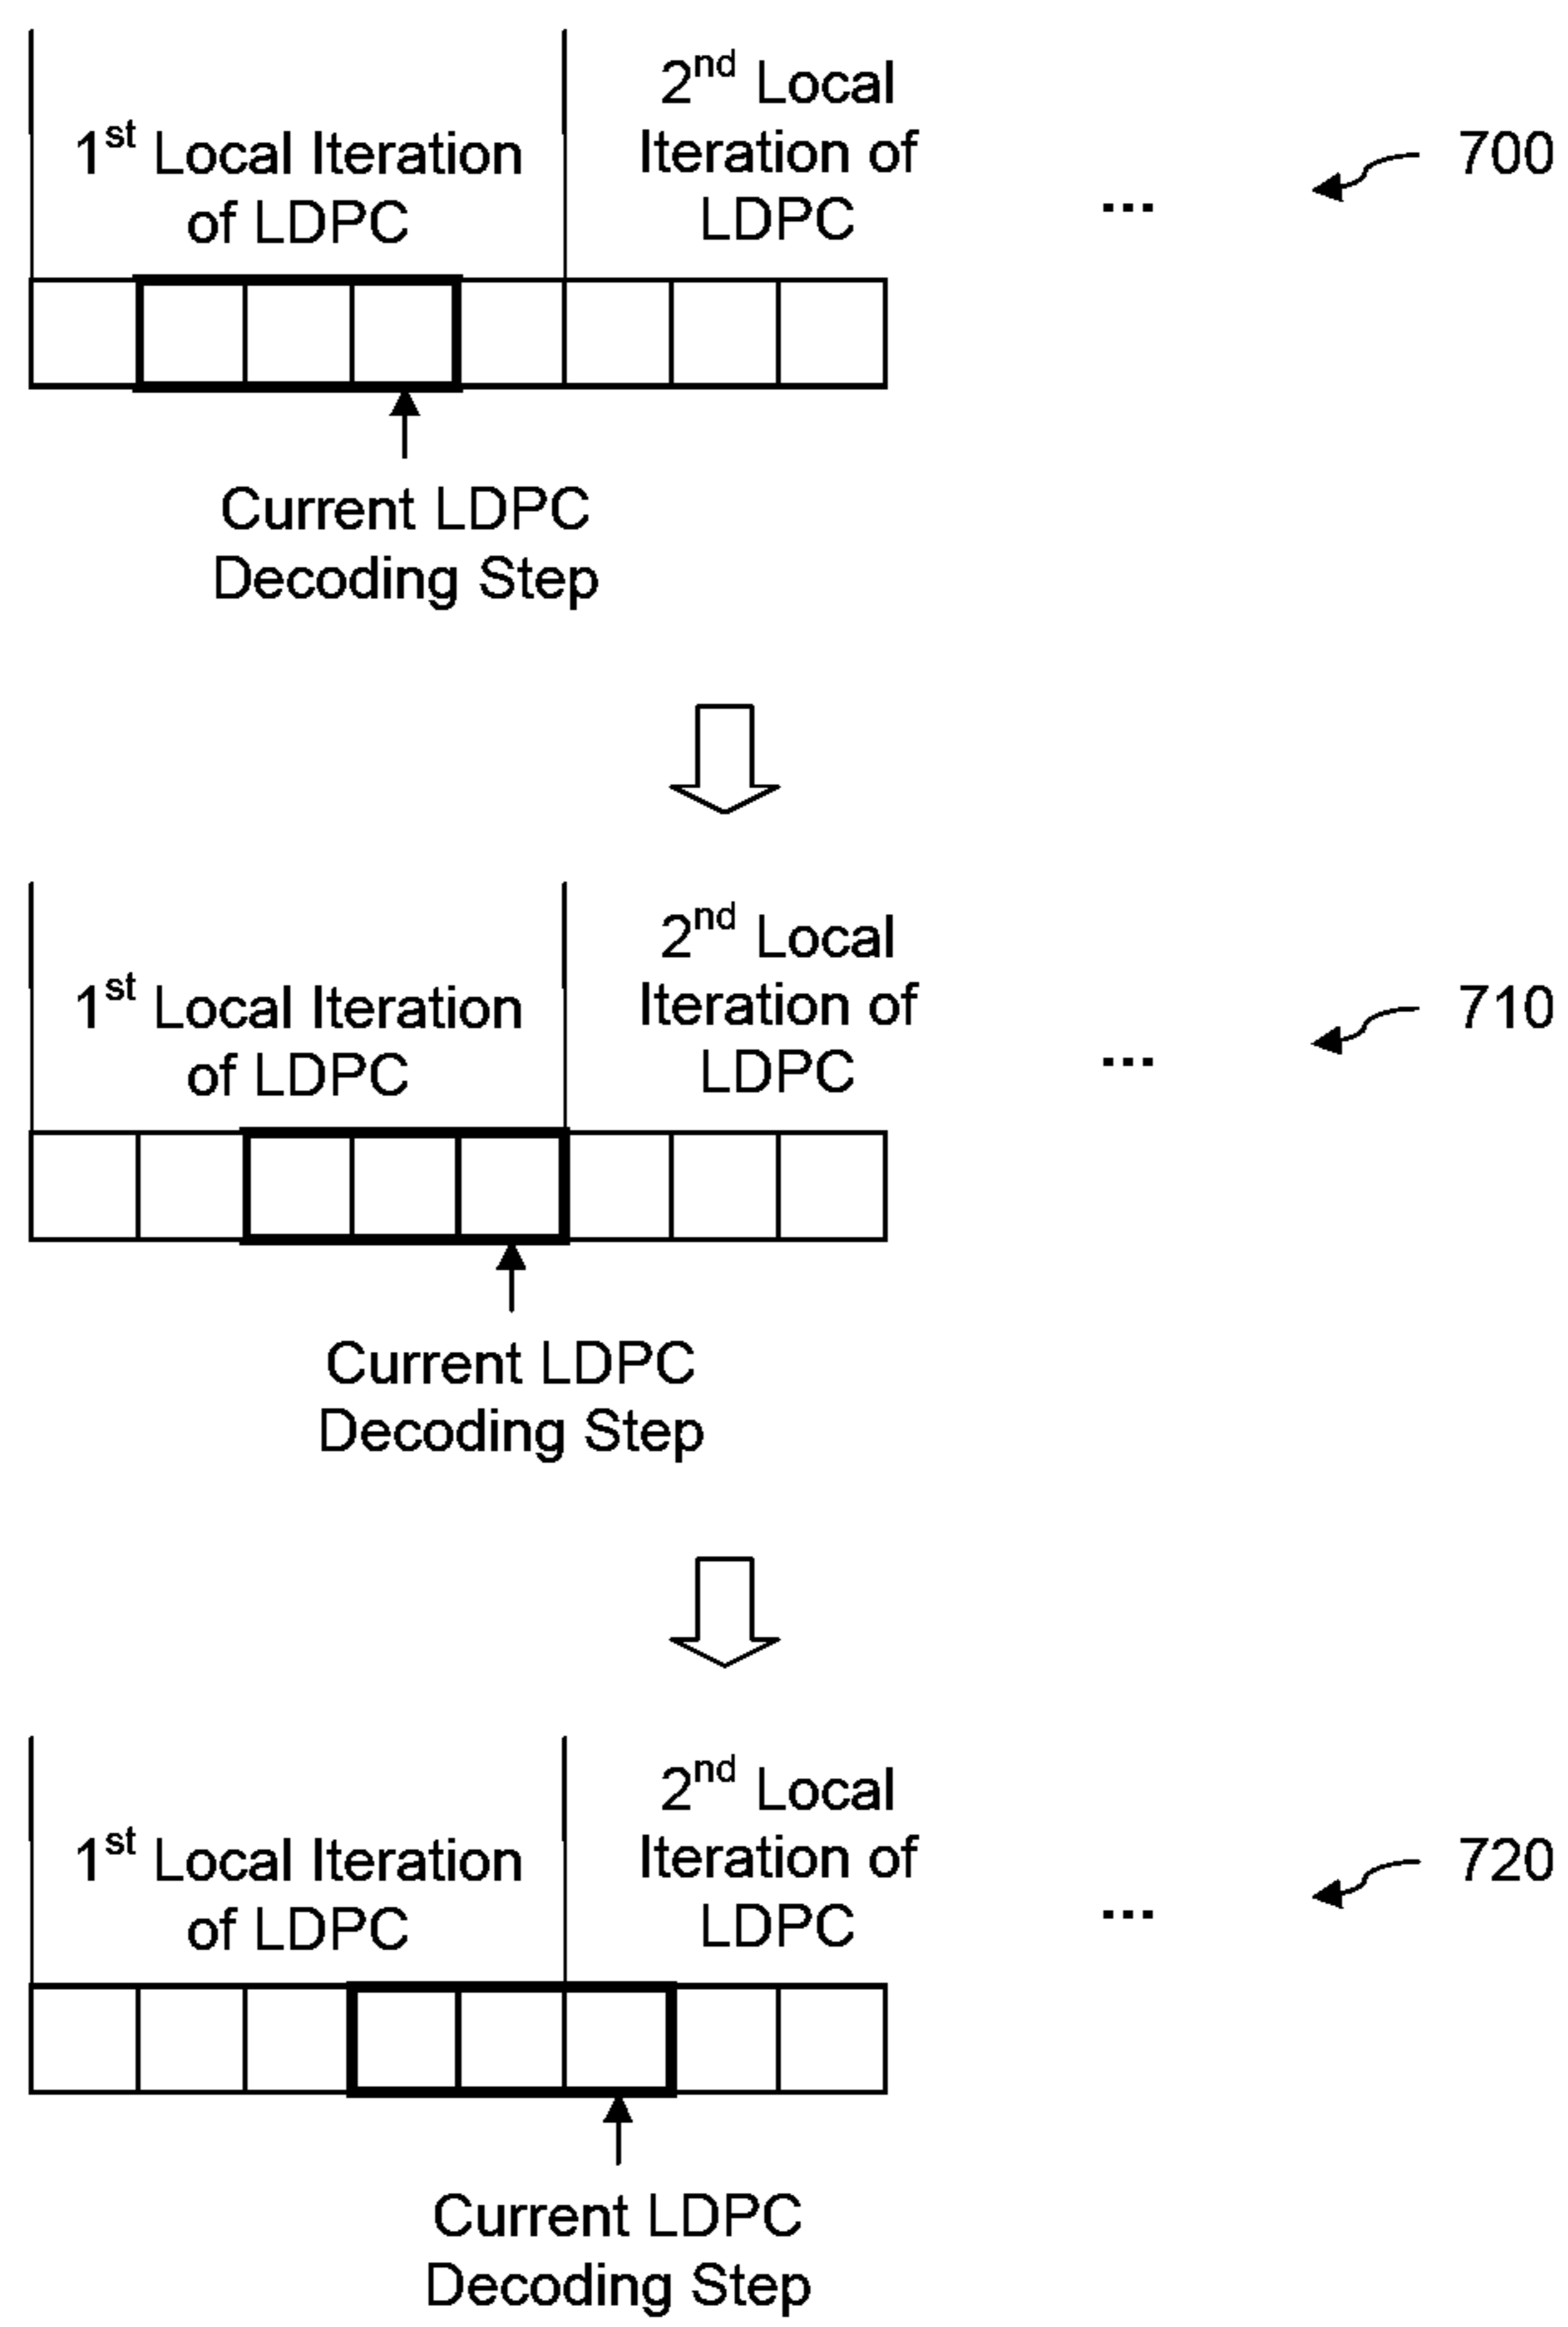 1st Local Iteration
of LDPC
2nd Local
Iteration of
LDPC
...
700
Current LDPC
Decoding Step
1st Local Iteration
of LDPC
2nd Local
Iteration of
LDPC
...
710
Current LDPC
Decoding Step
1st Local Iteration
of LDPC
2nd Local
Iteration of
LDPC
...
720
Current LDPC
Decoding Step